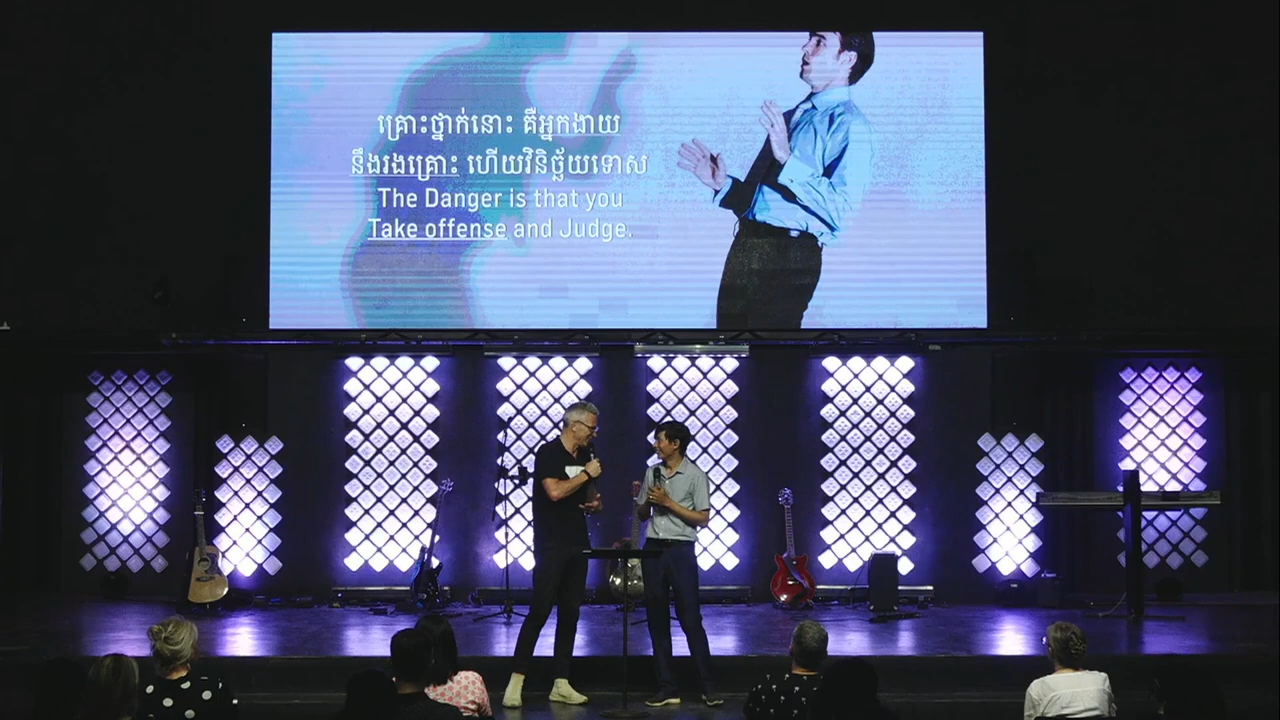 គ្រោះថ្នាក់នោះ គឺអ្នកងាយ
នឹងរងគ្រោះ ហើយវិនិច្ឆ័យទោស
The Danger is that you
Take offense and Judge.